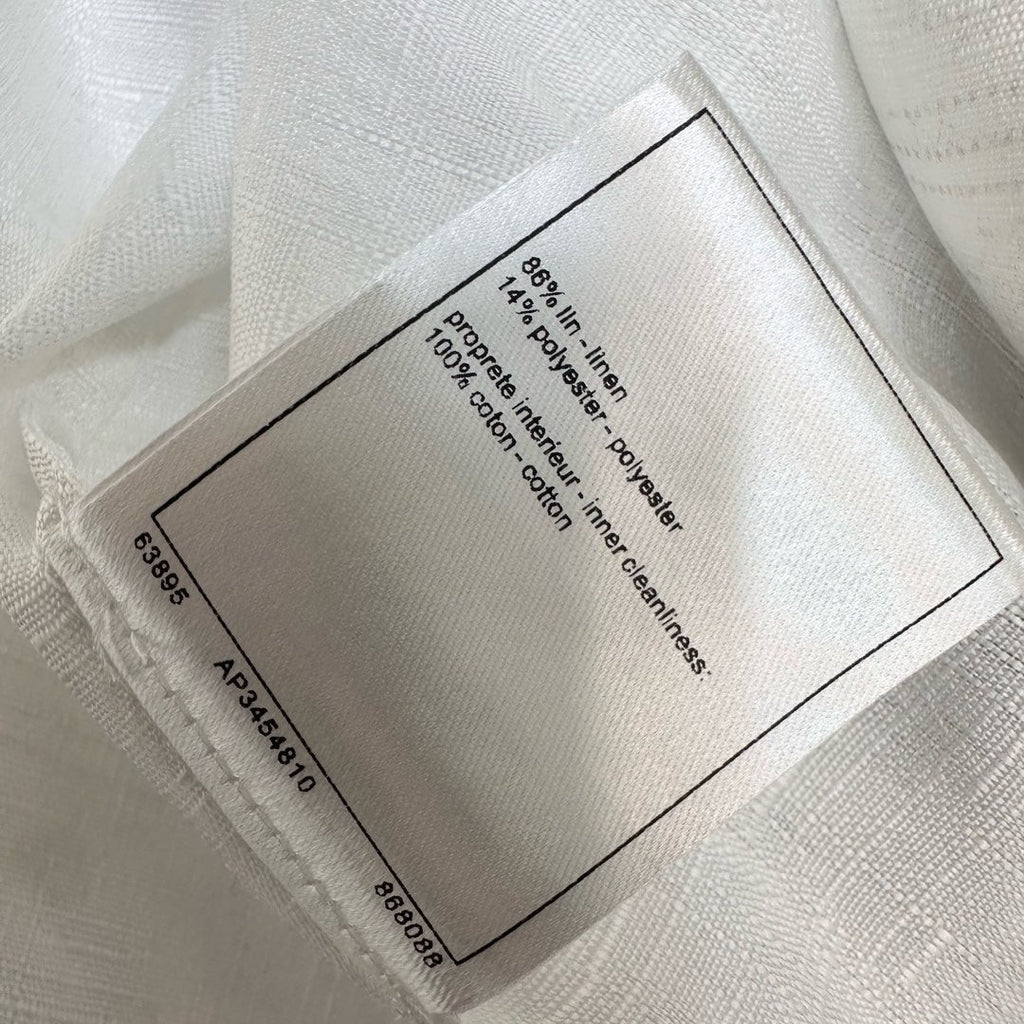 86% lin - linen
14% polyester - polyester
proprete interieur - inner cleanliness:
100% coton - cotton
63895
AP3454810
868088